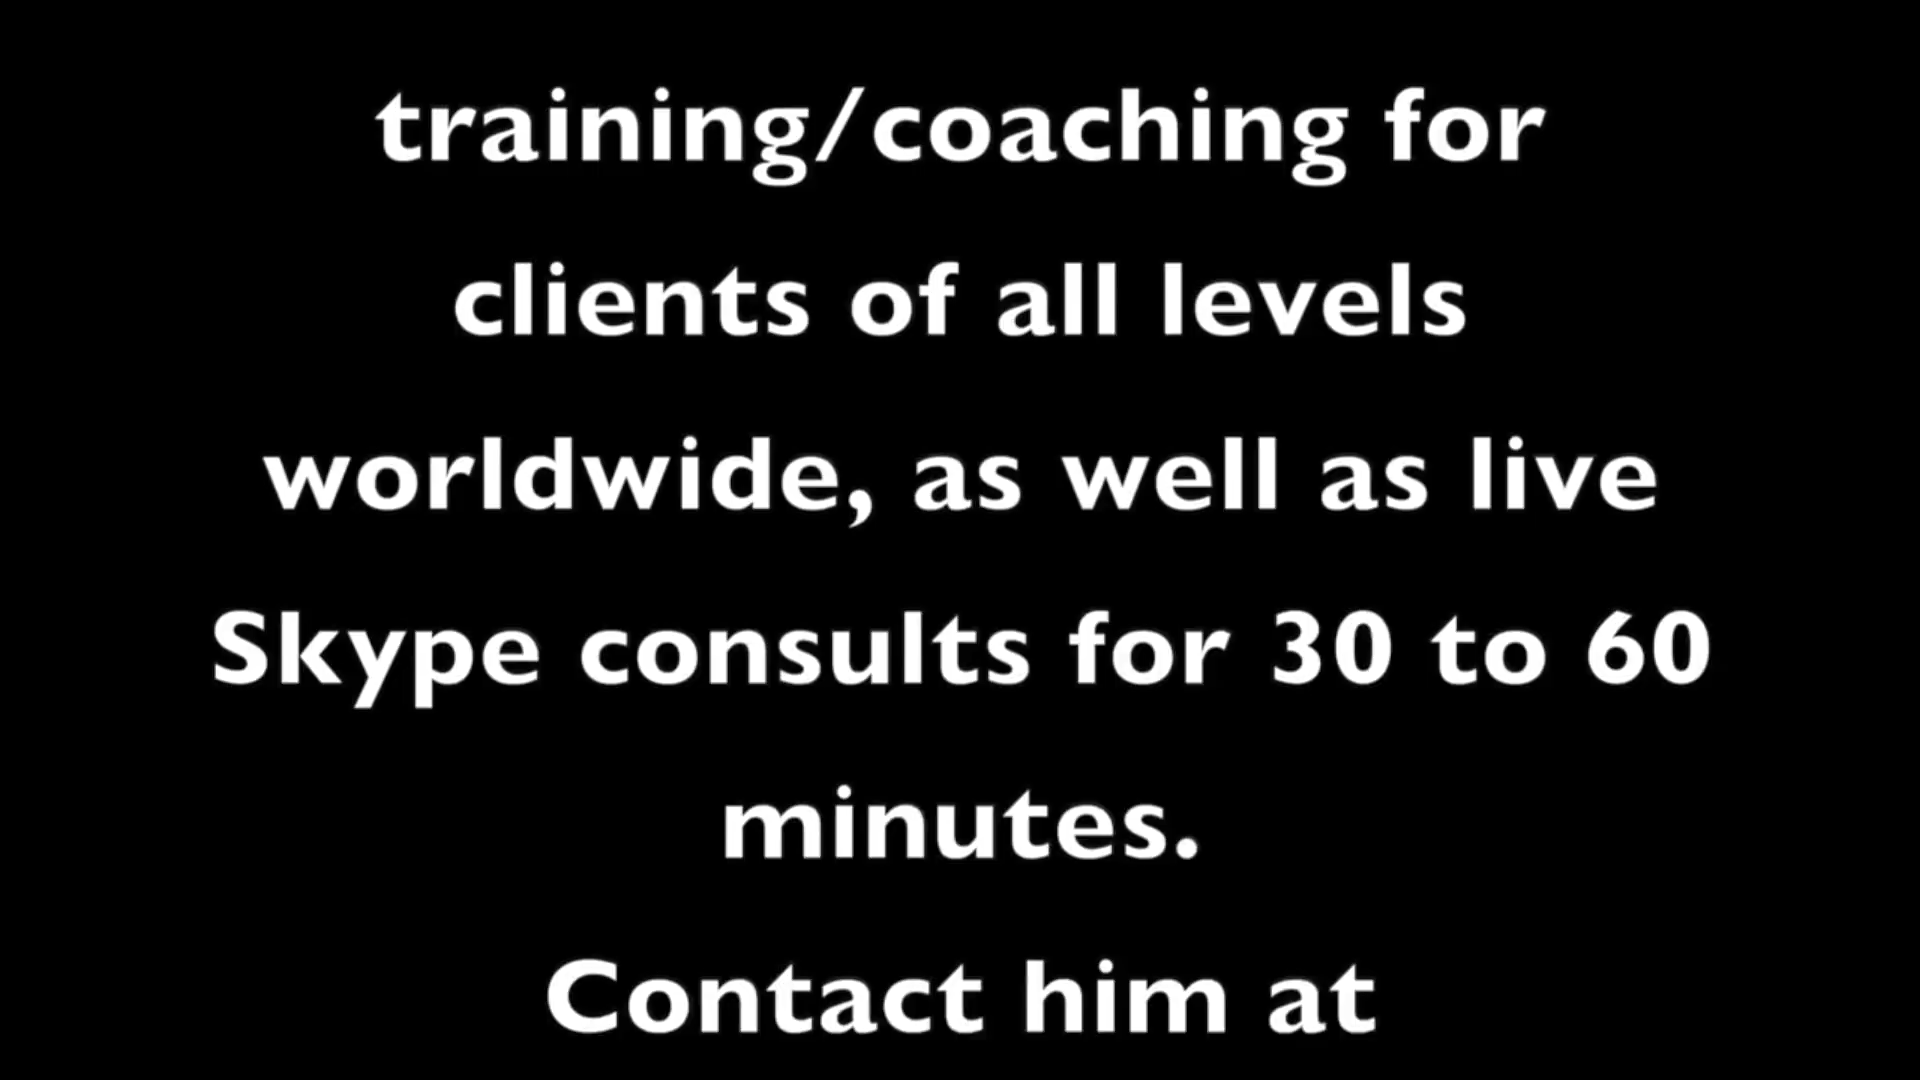 training/coaching for
clients of all levels
worldwide, as well as live
Skype consults for 30 to 60
minutes.
Contact him at